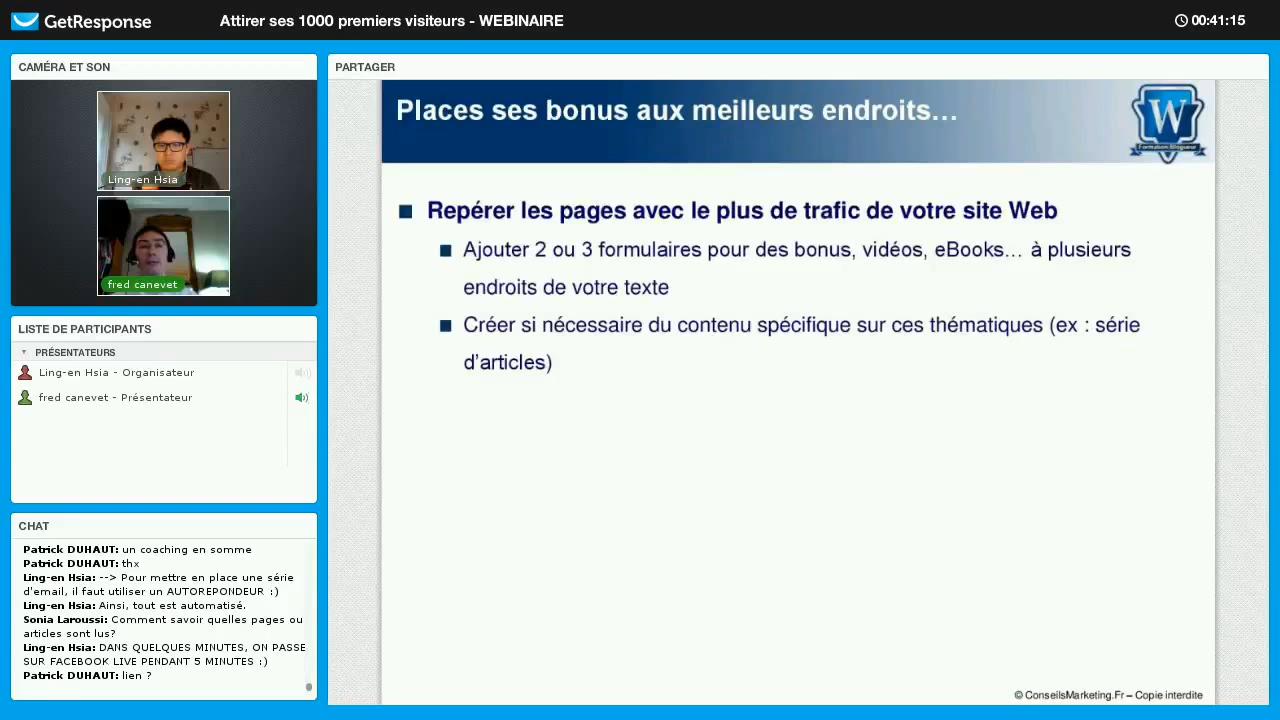 GetResponse
Attirer ses 1000 premiers visiteurs - WEBINAIRE
00:41:15
CAMÉRA ET SON
Ling-en Hsia
fred canevet
LISTE DE PARTICIPANTS
PRÉSENTATEURS
Ling-en Hsia - Organisateur
fred canevet - Présentateur
CHAT
Patrick DUHAUT: un coaching en somme
Patrick DUHAUT: thx
Ling-en Hsia: --> Pour mettre en place une série
d'email, il faut utiliser un AUTOREPONDEUR :)
Ling-en Hsia: Ainsi, tout est automatisé.
Sonia Laroussi: Comment savoir quelles pages ou
articles sont lus?
Ling-en Hsia: DANS QUELQUES MINUTES, ON PASSE
SUR FACEBOOK LIVE PENDANT 5 MINUTES :)
Patrick DUHAUT: lien ?
PARTAGER
Places ses bonus aux meilleurs endroits…
W
Formation Blogueur
Repérer les pages avec le plus de trafic de votre site Web
Ajouter 2 ou 3 formulaires pour des bonus, vidéos, eBooks… à plusieurs
endroits de votre texte
Créer si nécessaire du contenu spécifique sur ces thématiques (ex : série
d'articles)
© ConseilsMarketing.Fr – Copie interdite